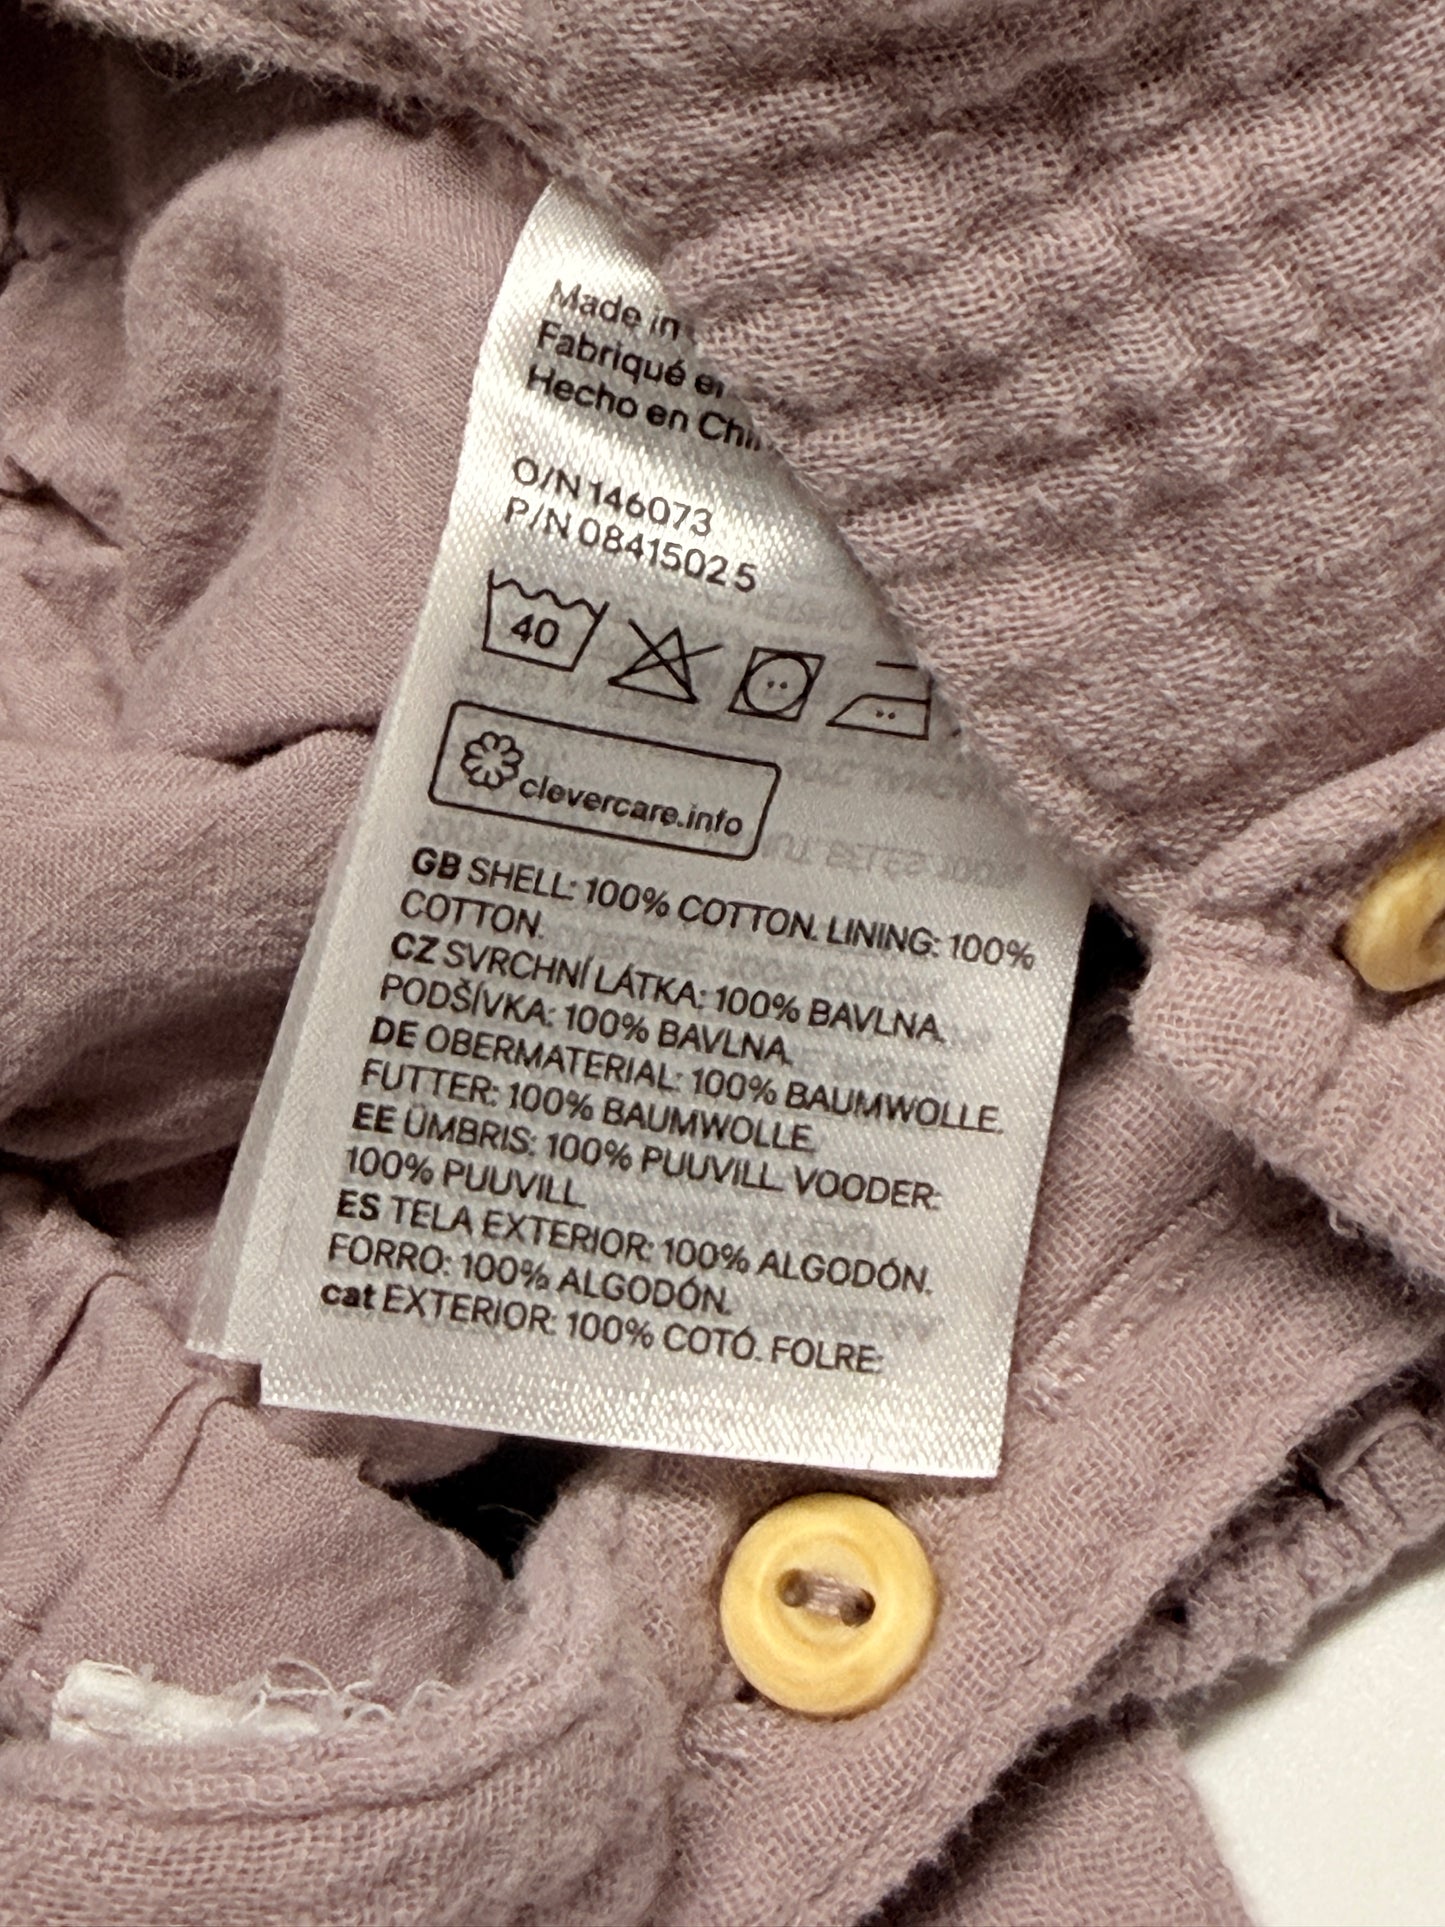 Made in
Fabriqué
Hecho en
O/N 146073
P/N 08415025
40
clevercare.info
GB SHELL: 100% COTTON. LINING: 100%
COTTON.
CZ SVRCHNÍ LÁTKA: 100% BAVLNA.
PODŠÍVKA: 100% BAVLNA.
DE OBERMATERIAL: 100% BAUMWOLLE.
FUTTER: 100% BAUMWOLLE.
EE ÜMBRIS: 100% PUUVILL. VOODER:
100% PUUVILL.
ES TELA EXTERIOR: 100% ALGODÓN.
FORRO: 100% ALGODÓN.
cat EXTERIOR: 100% COTÓ. FOLRE: